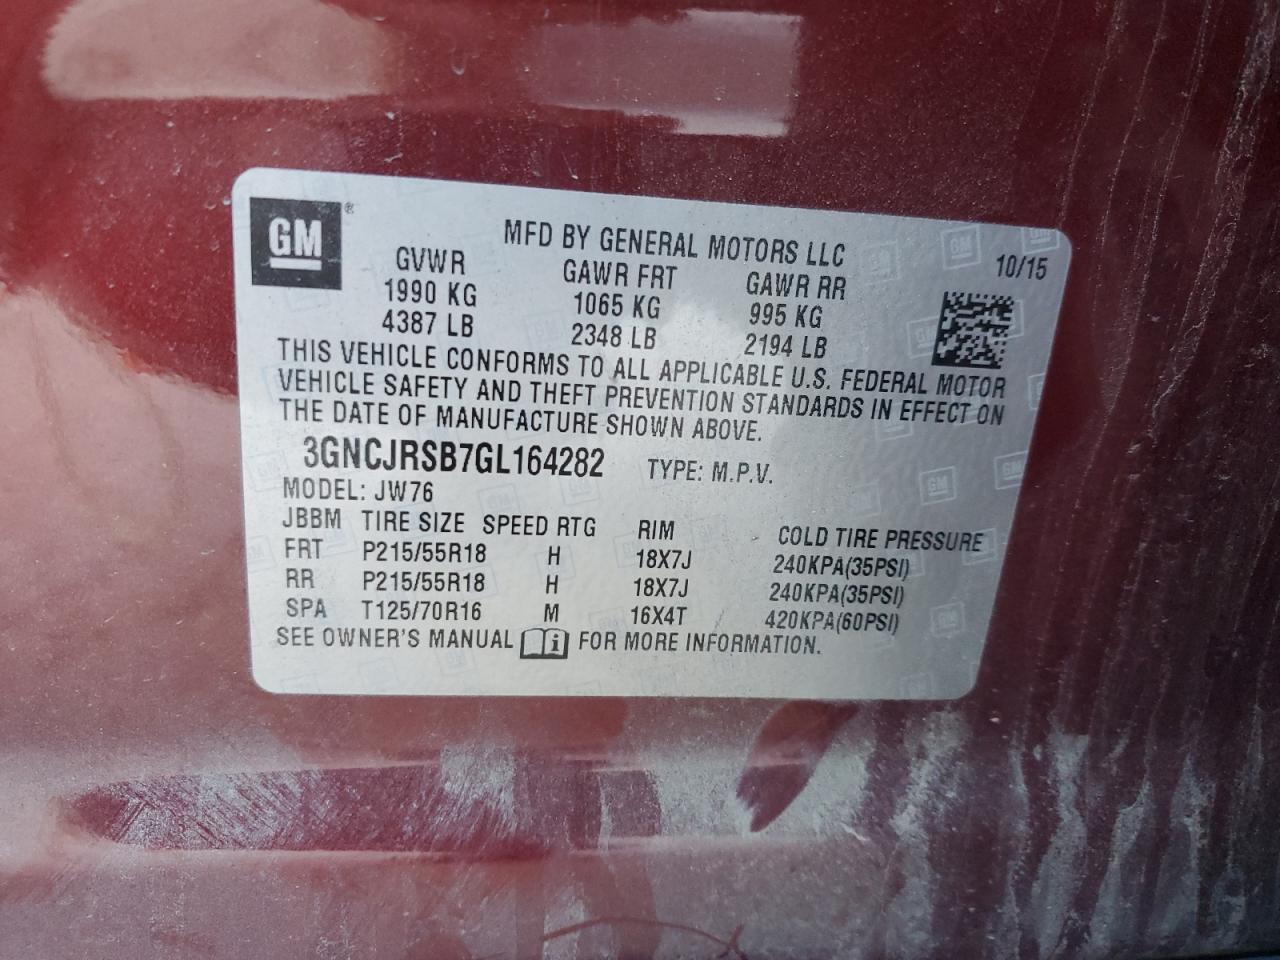 GM®
MFD BY GENERAL MOTORS LLC
10/15
GVWR GAWR FRT GAWR RR
1990 KG 1065 KG 995 KG
4387 LB 2348 LB 2194 LB
THIS VEHICLE CONFORMS TO ALL APPLICABLE U.S. FEDERAL MOTOR
VEHICLE SAFETY AND THEFT PREVENTION STANDARDS IN EFFECT ON
THE DATE OF MANUFACTURE SHOWN ABOVE.
3GNCJRSB7GL164282 TYPE: M.P.V.
MODEL: JW76
JBBM TIRE SIZE SPEED RTG RIM COLD TIRE PRESSURE
FRT P215/55R18 H 18X7J 240KPA(35PSI)
RR P215/55R18 H 18X7J 240KPA(35PSI)
SPA T125/70R16 M 16X4T 420KPA(60PSI)
SEE OWNER'S MANUAL i FOR MORE INFORMATION.